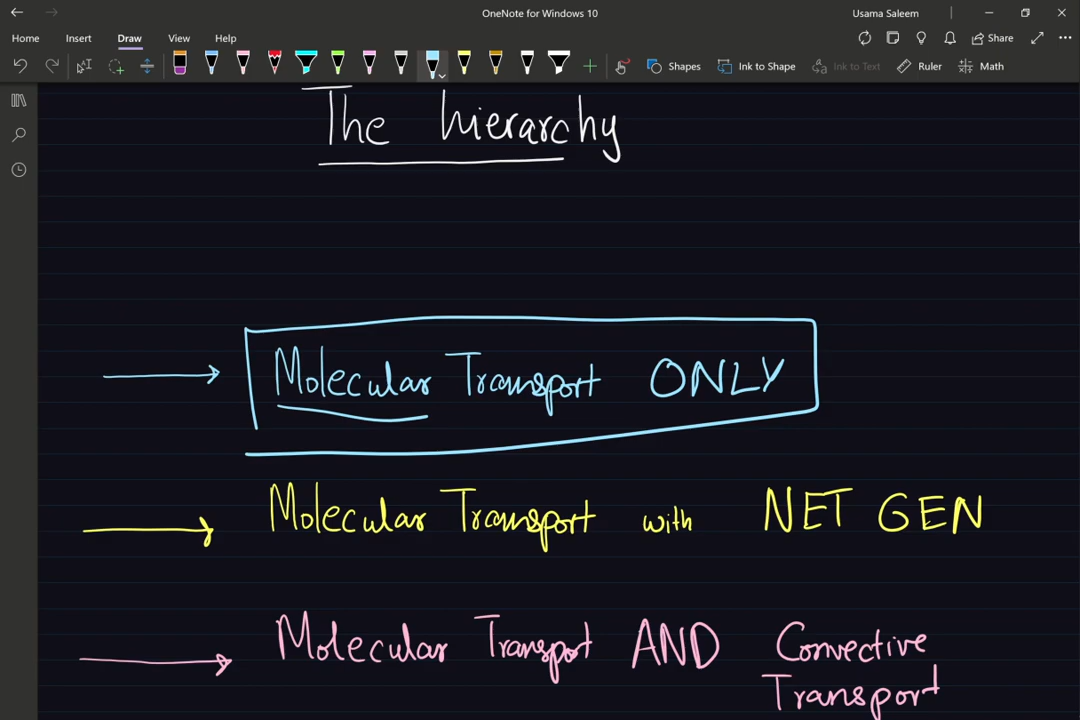 OneNote for Windows 10
Usama Saleem
Home Insert Draw View Help
Share
Shapes Ink to Shape Ink to Text Ruler Math
The hierarchy
Molecular Transport ONLY
Molecular Transport with NET GEN
Molecular Transport AND Convective
Transport